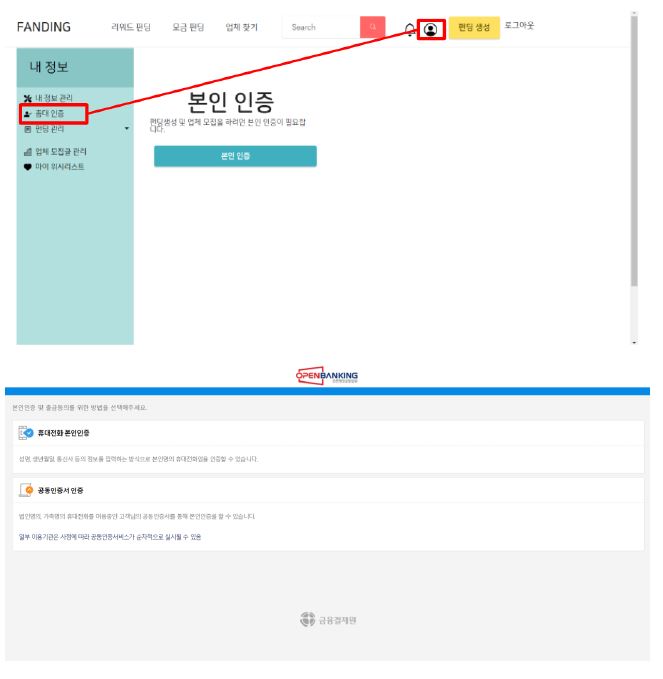 FANDING 리워드 펀딩 모금 펀딩 업체 찾기 Search 펀딩 생성 로그아웃
내 정보
내 정보 관리
휴대 인증
펀딩 관리
업체 모집글 관리
마이 위시리스트
본인 인증
펀딩생성 및 업체 모집을 하려면 본인 인증이 필요합
니다.
본인 인증
OPENBANKING
본인인증 및 출금동의를 위한 방법을 선택해주세요.
휴대전화 본인인증
성명, 생년월일, 통신사 등의 정보를 입력하는 방식으로 본인명의 휴대전화임을 인증할 수 있습니다.
공동인증서 인증
법인명의, 가족명의 휴대전화를 이용중인 고객님의 공동인증서를 통해 본인인증을 할 수 있습니다.
일부 이용기관은 사정에 따라 공동인증서비스가 순차적으로 실시될 수 있음
금융결제원